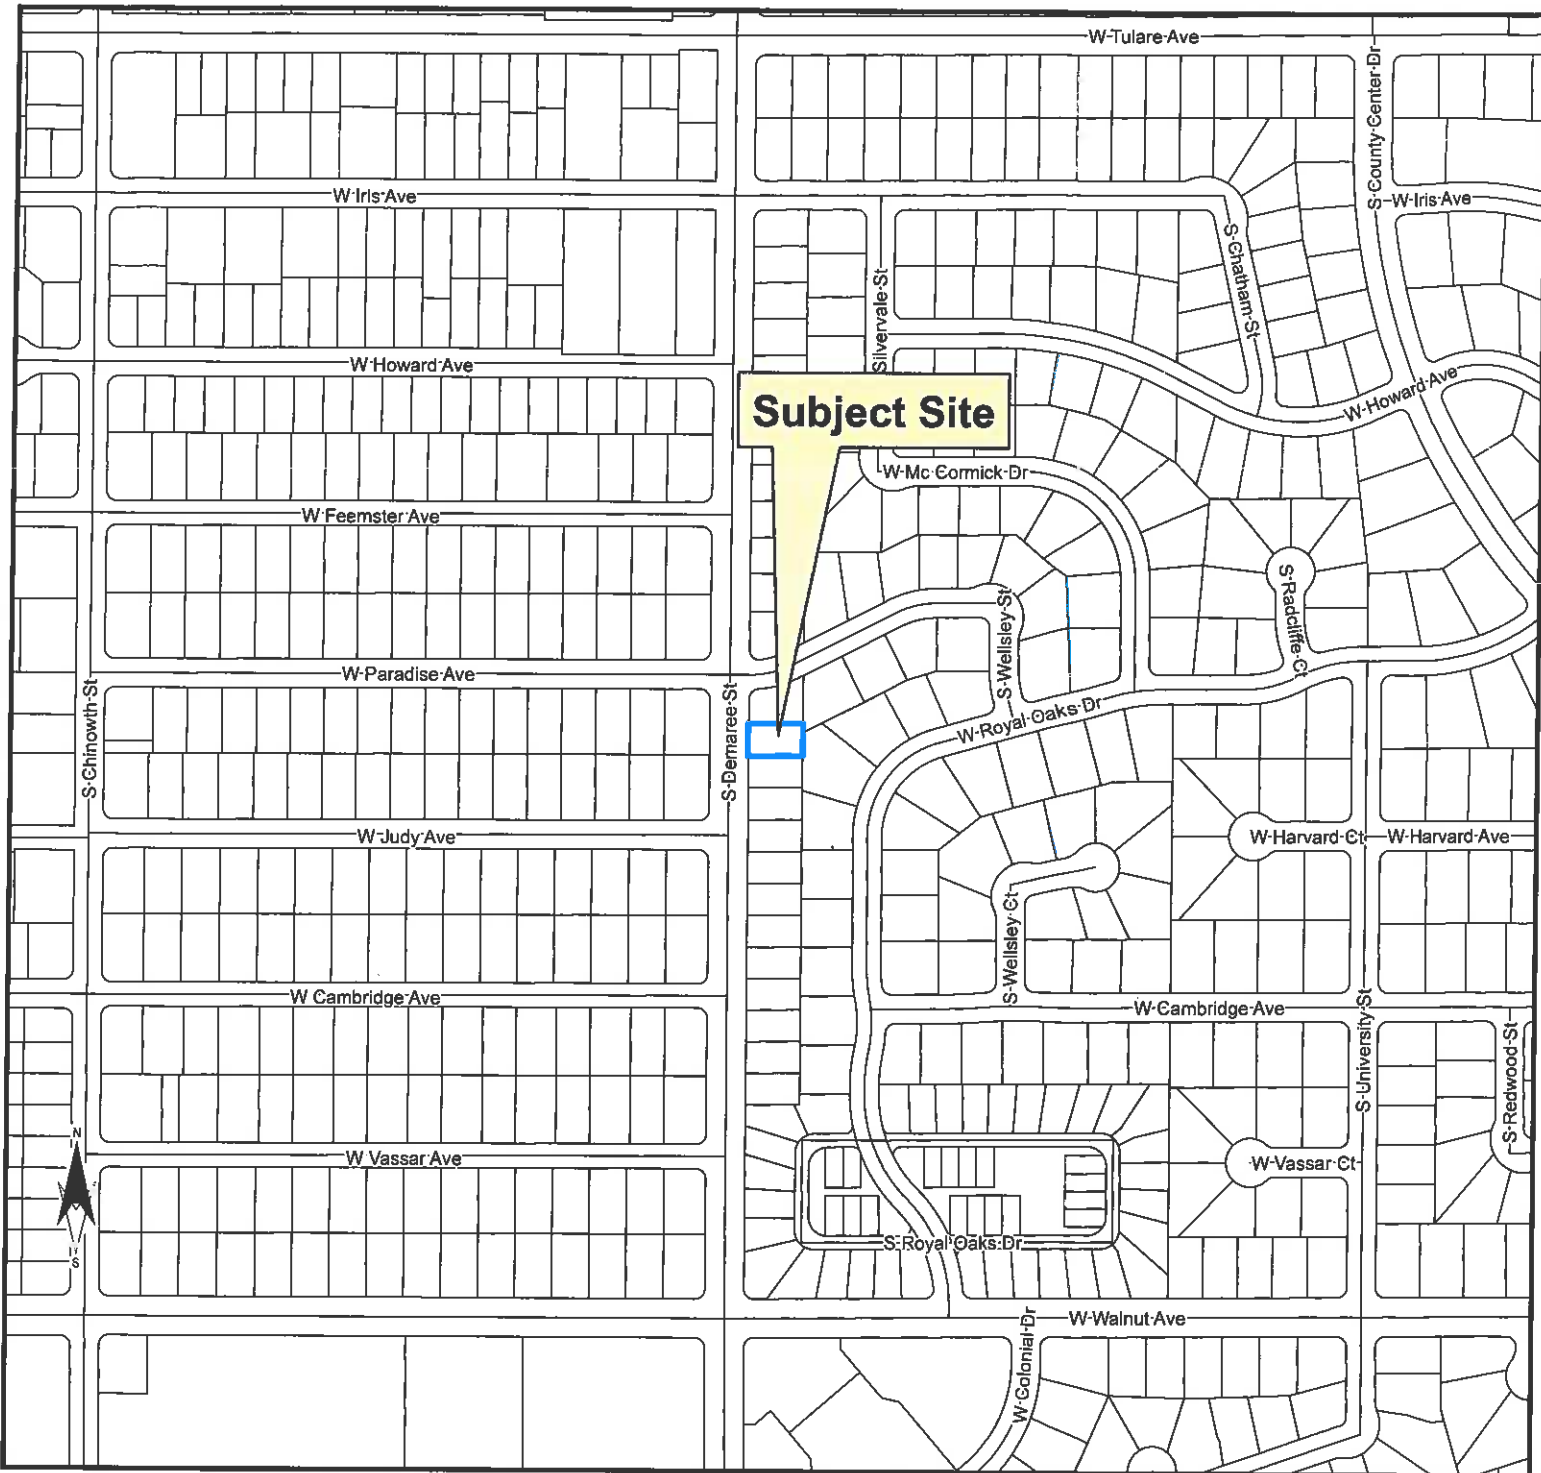 W Tulare Ave
S County Center Dr
W Iris Ave
W Iris Ave
S Chatham St
Silvervale St
W Howard Ave
W Howard Ave
Subject Site
W Mc Cormick Dr
W Feemster Ave
S Radcliffe Ct
S Wellsley St
W Paradise Ave
S Chinowth St
S Demaree St
W Royal Oaks Dr
W Judy Ave
W Harvard Ct
W Harvard Ave
S Wellsley Ct
W Cambridge Ave
W Cambridge Ave
S University St
S Redwood St
N
W Vassar Ave
W Vassar Ct
S
S Royal Oaks Dr
W Walnut Ave
W Colonial Dr